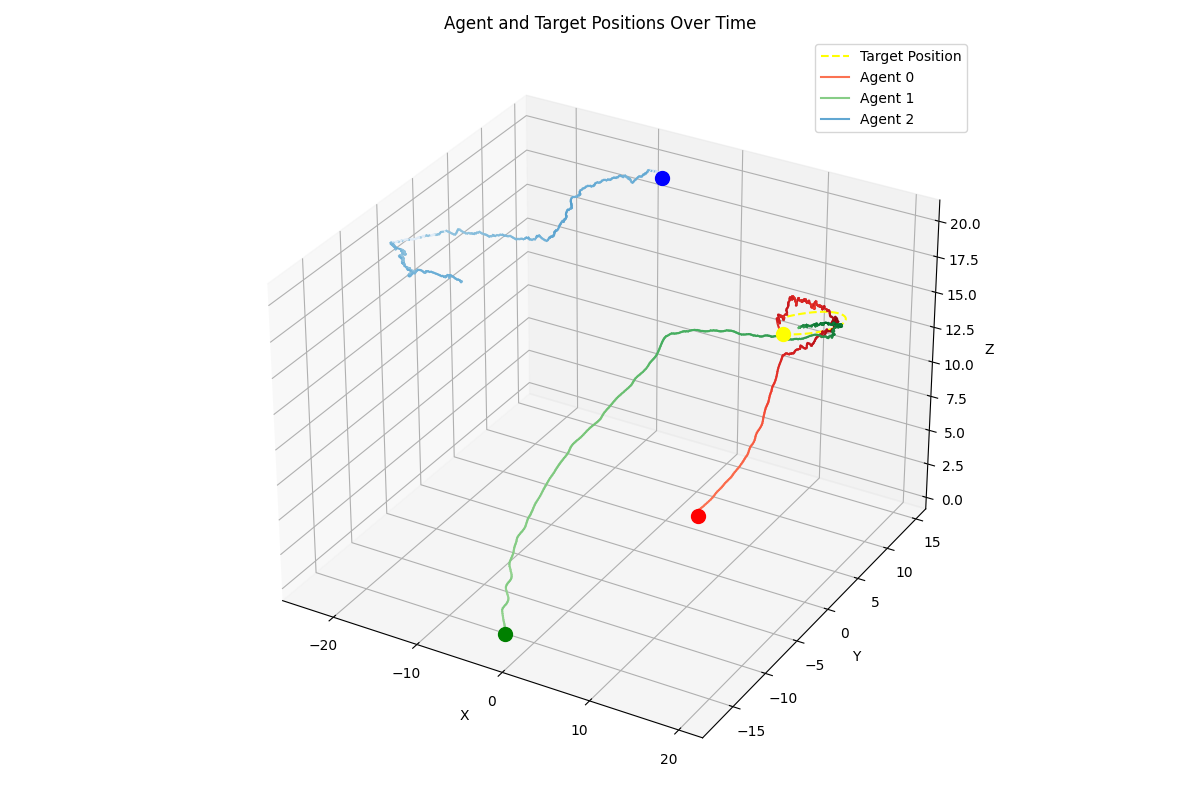 Agent and Target Positions Over Time
Target Position
Agent 0
Agent 1
Agent 2
20.0
17.5
15.0
12.5
10.0
7.5
5.0
2.5
0.0
Z
15
10
5
0
−5
−10
−15
Y
−20
−10
0
10
20
X